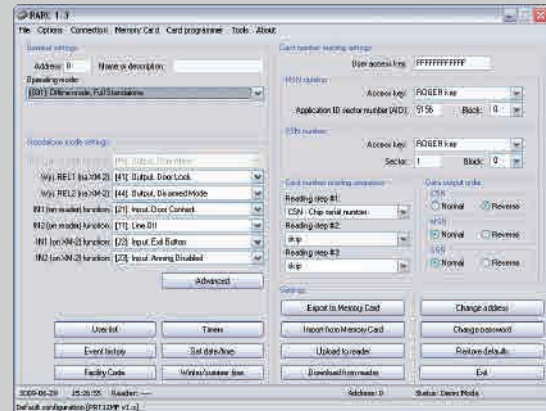 RARC 1.3
File Options Connection Memory Card Card programmer Tools About
General settings
Address: 0 Name or description:
Operating mode:
[001]: Offline mode, Full Standalone
Standalone mode settings
Wyj. REL1 (na XM-2): [41]: Output, Door Lock
Wyj. REL2 (na XM-2): [44]: Output, Disarmed Mode
IN1 (on reader) function: [21]: Input, Door Contact
IN2 (on reader) function: [11]: Line Off
IN1 (on XM-2) function: [22]: Input, Exit Button
IN2 (on XM-2) function: [23]: Input, Arming Disabled
Advanced
User list Timers
Event history Set date/time
Facility Code Winter/summer time
Card number reading settings
User access key: FFFFFFFFFFFF
MSN number
Access key: ROGER key
Application ID sector number (AID): 5156 Block: 0
SSN number
Access key: ROGER key
Sector: 1 Block: 0
Card number reading sequence
Reading step #1:
CSN - Chip serial number
Reading step #2:
skip
Reading step #3:
skip
Data output order
CSN
Normal Reverse
MSN
Normal Reverse
SSN
Normal Reverse
Settings
Export to Memory Card Change address
Import from Memory Card Change password
Upload to reader Restore defaults
Download from reader Exit
15:26:55 Reader: --- Address: 0 Status: Demo Mode
Default configuration (PRT12MF v1.x)